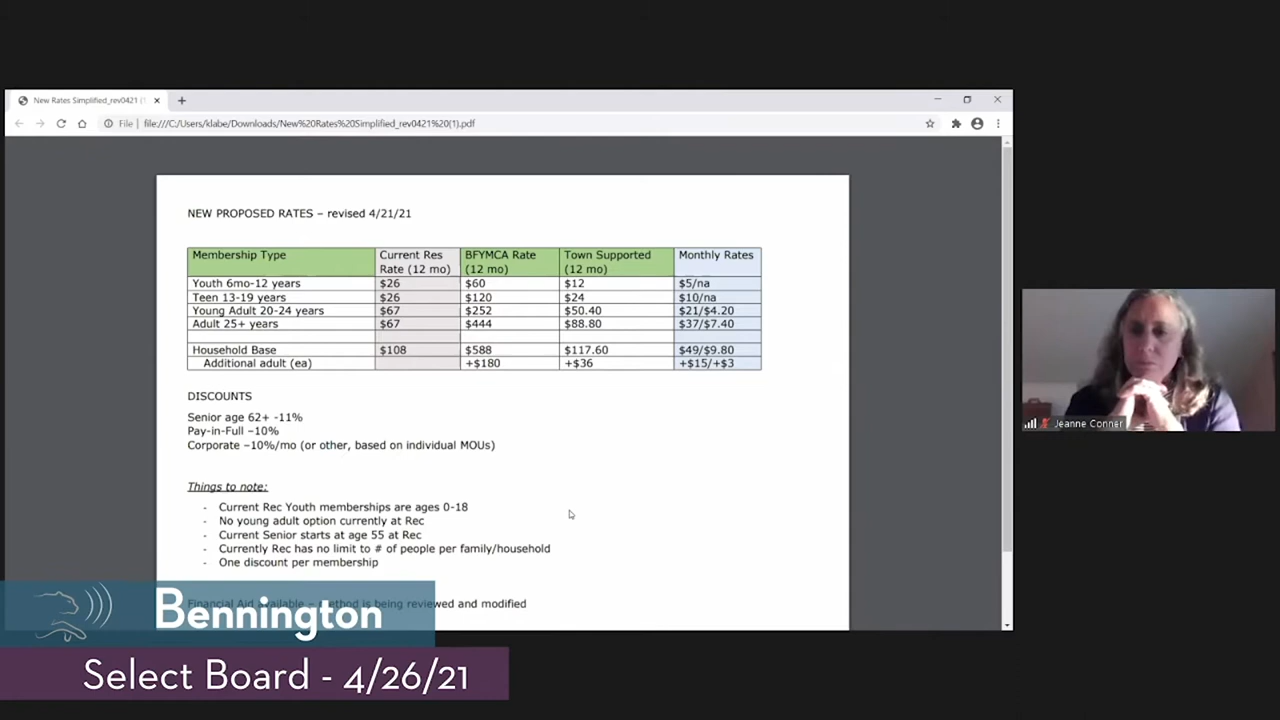 New Rates Simplified_rev0421 (1
File | file:///C:/Users/klabe/Downloads/New%20Rates%20Simplified_rev0421%20(1).pdf
NEW PROPOSED RATES – revised 4/21/21
Membership Type Current Res Rate (12 mo) BFYMCA Rate (12 mo) Town Supported (12 mo) Monthly Rates
Youth 6mo-12 years $26 $60 $12 $5/na
Teen 13-19 years $26 $120 $24 $10/na
Young Adult 20-24 years $67 $252 $50.40 $21/$4.20
Adult 25+ years $67 $444 $88.80 $37/$7.40
Household Base $108 $588 $117.60 $49/$9.80
Additional adult (ea) +$180 +$36 +$15/+$3
DISCOUNTS
Senior age 62+ -11%
Pay-in-Full –10%
Corporate –10%/mo (or other, based on individual MOUs)
Things to note:
- Current Rec Youth memberships are ages 0-18
- No young adult option currently at Rec
- Current Senior starts at age 55 at Rec
- Currently Rec has no limit to # of people per family/household
- One discount per membership
Financial Aid available – method is being reviewed and modified
Jeanne Conner
Bennington
Select Board - 4/26/21